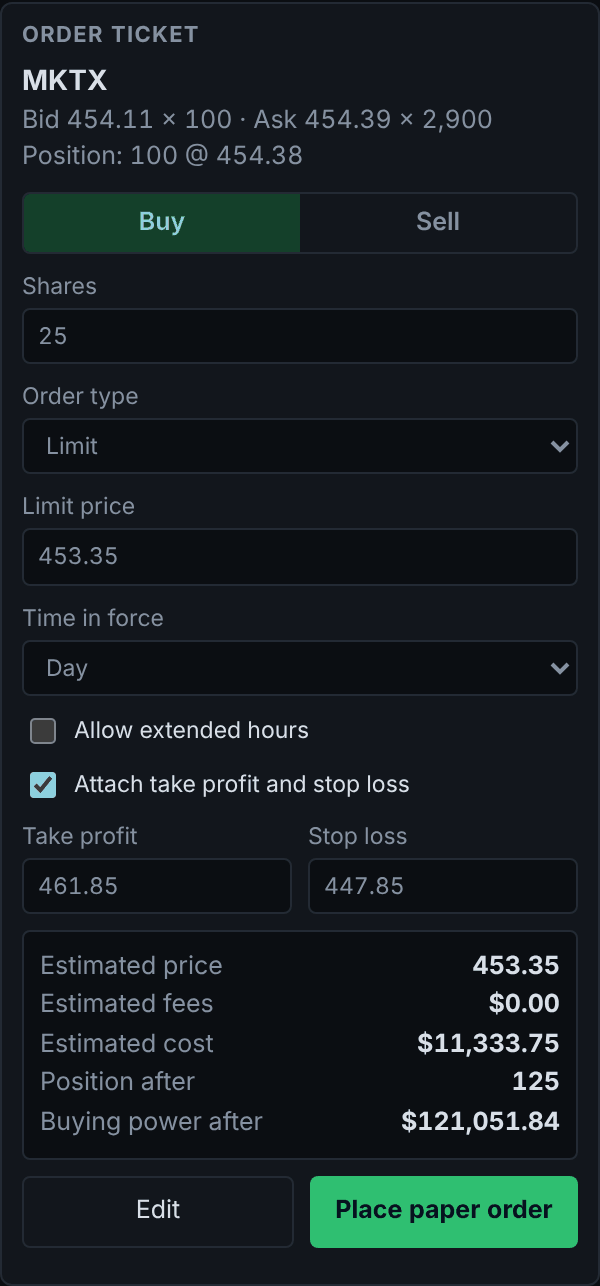 ORDER TICKET
MKTX
Bid 454.11 × 100 · Ask 454.39 × 2,900
Position: 100 @ 454.38
Buy Sell
Shares
25
Order type
Limit
Limit price
453.35
Time in force
Day
Allow extended hours
Attach take profit and stop loss
Take profit Stop loss
461.85 447.85
Estimated price 453.35
Estimated fees $0.00
Estimated cost $11,333.75
Position after 125
Buying power after $121,051.84
Edit Place paper order